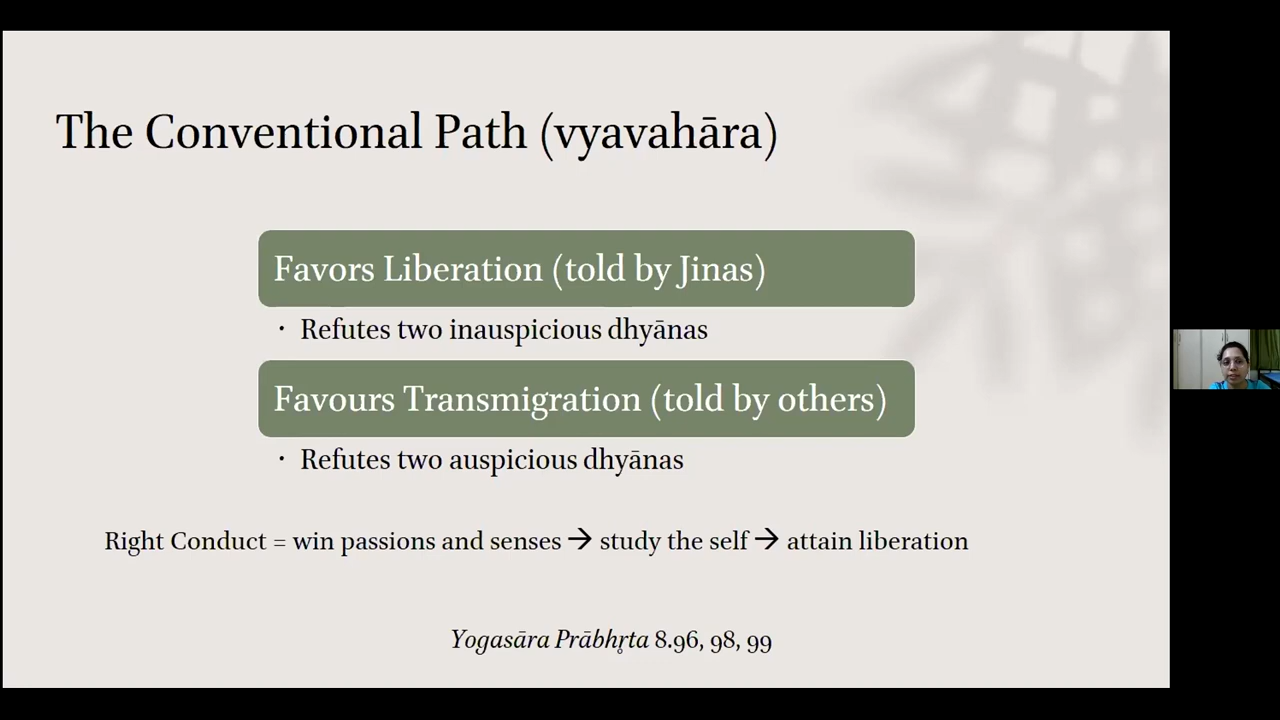 The Conventional Path (vyavahāra)
Favors Liberation (told by Jinas)
· Refutes two inauspicious dhyānas
Favours Transmigration (told by others)
· Refutes two auspicious dhyānas
Right Conduct = win passions and senses → study the self → attain liberation
Yogasāra Prābhr̥ta 8.96, 98, 99